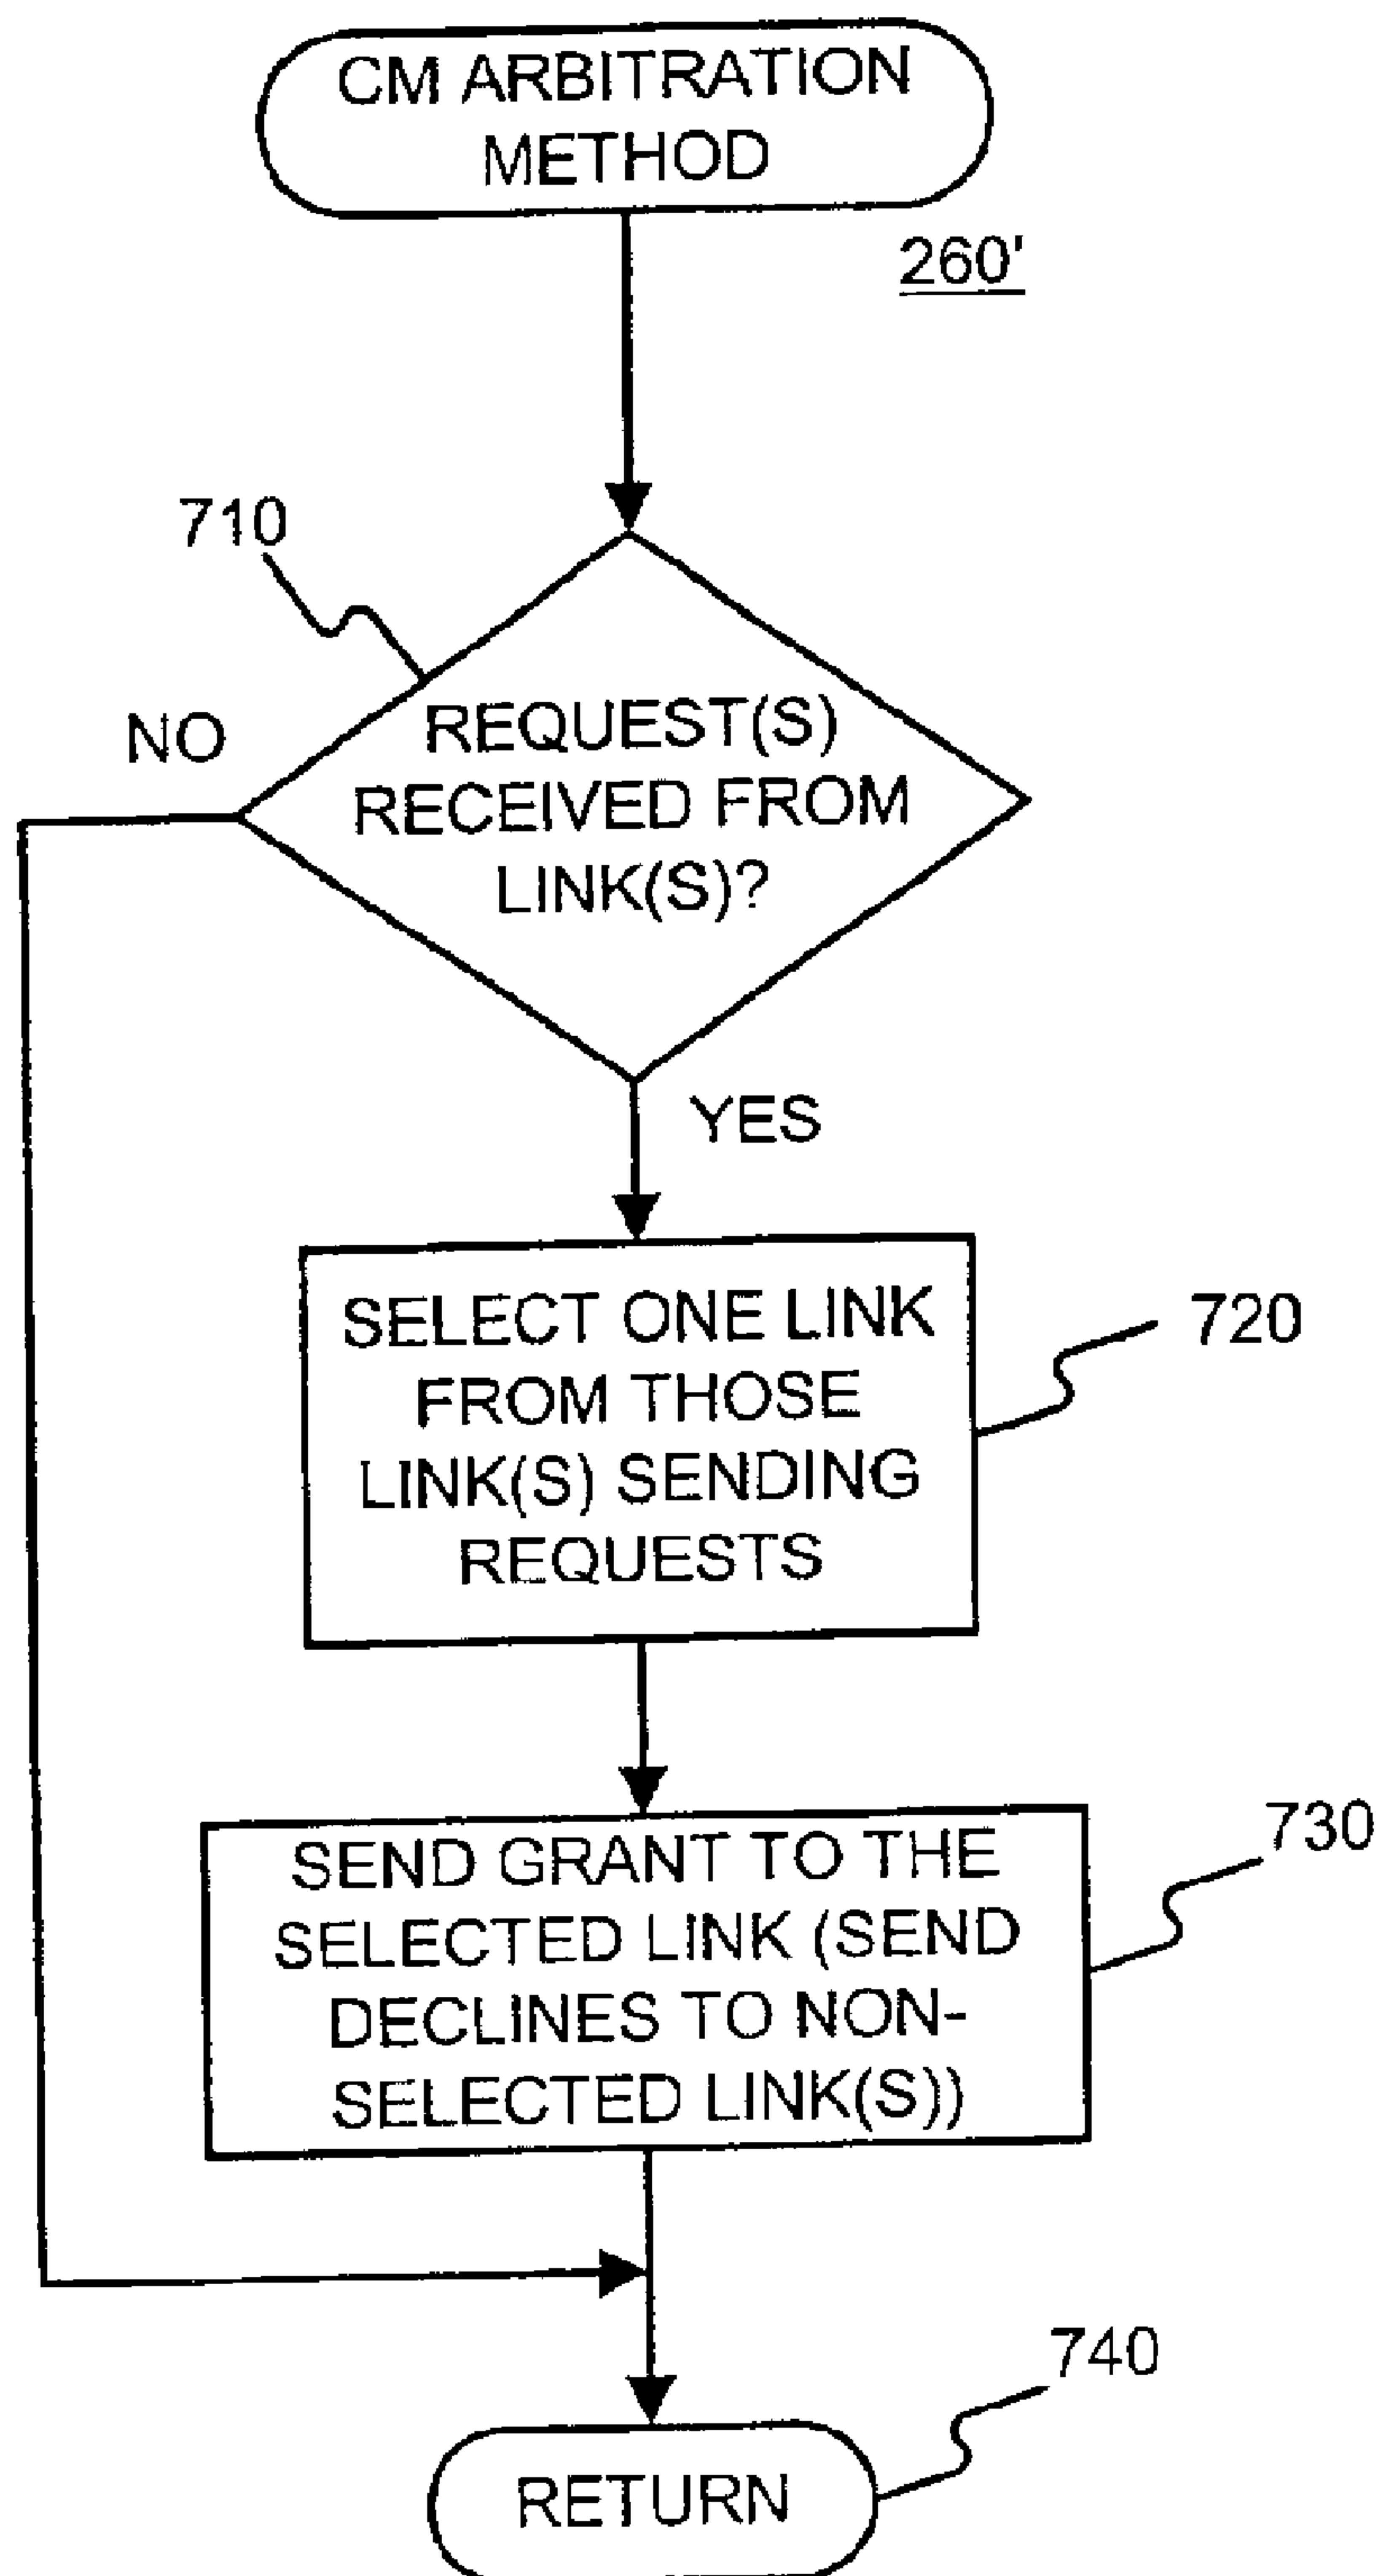 CM ARBITRATION
METHOD
260'
710
NO
REQUEST(S)
RECEIVED FROM
LINK(S)?
YES
SELECT ONE LINK
FROM THOSE
LINK(S) SENDING
REQUESTS
720
SEND GRANT TO THE
SELECTED LINK (SEND
DECLINES TO NON-
SELECTED LINK(S))
730
740
RETURN